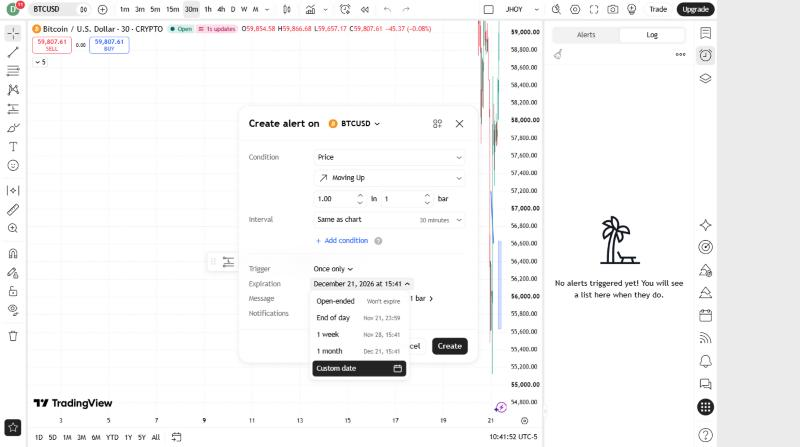 D 11 BTCUSD 1m 3m 5m 15m 30m 1h 4h D W M JHOY Trade Upgrade
Bitcoin / U.S. Dollar · 30 · CRYPTO Open 1s updates O59,854.58 H59,866.68 L59,657.17 C59,807.61 -45.37 (-0.08%)
59,807.61
SELL
0.00
59,807.61
BUY
5
59,000.00
58,800.00
58,600.00
58,400.00
58,200.00
58,000.00
57,800.00
57,600.00
57,400.00
57,200.00
57,000.00
56,800.00
56,600.00
56,400.00
56,200.00
56,000.00
55,800.00
55,600.00
55,400.00
55,200.00
55,000.00
54,800.00
Create alert on BTCUSD
Condition Price
Moving Up
1.00 in 1 bar
Interval Same as chart 30 minutes
+ Add condition ?
Trigger Once only
Expiration December 21, 2026 at 15:41
Message 1 bar
Notifications
Open-ended Won't expire
End of day Nov 21, 23:59
1 week Nov 28, 15:41
1 month Dec 21, 15:41
Custom date
cel Create
TradingView
3 5 7 9 11 13 15 17 19 21
1D 5D 1M 3M 6M YTD 1Y 5Y All 10:41:52 UTC-5
Alerts Log
No alerts triggered yet! You will
see a list here when they do.